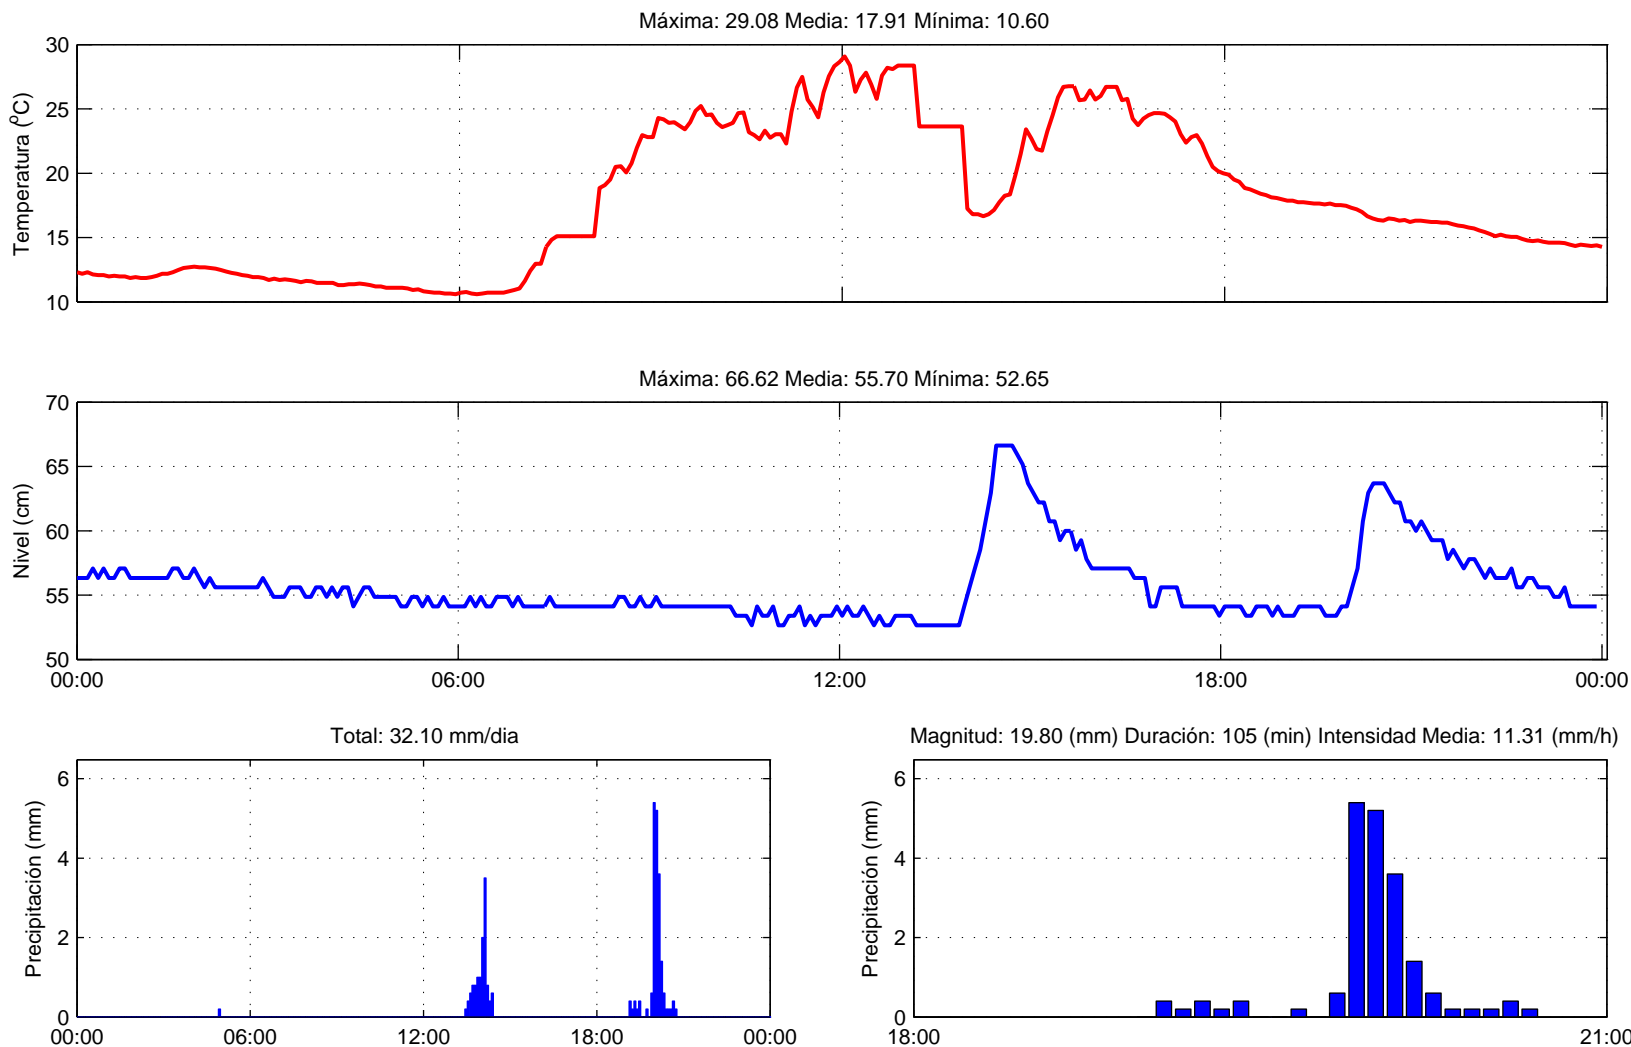 Máxima: 29.08 Media: 17.91 Mínima: 10.60
Temperatura (ºC)
30
25
20
15
10
Máxima: 66.62 Media: 55.70 Mínima: 52.65
Nivel (cm)
70
65
60
55
50
00:00 06:00 12:00 18:00 00:00
Total: 32.10 mm/dia
Precipitación (mm)
6
4
2
0
00:00 06:00 12:00 18:00 00:00
Magnitud: 19.80 (mm) Duración: 105 (min) Intensidad Media: 11.31 (mm/h)
Precipitación (mm)
6
4
2
0
18:00 21:00